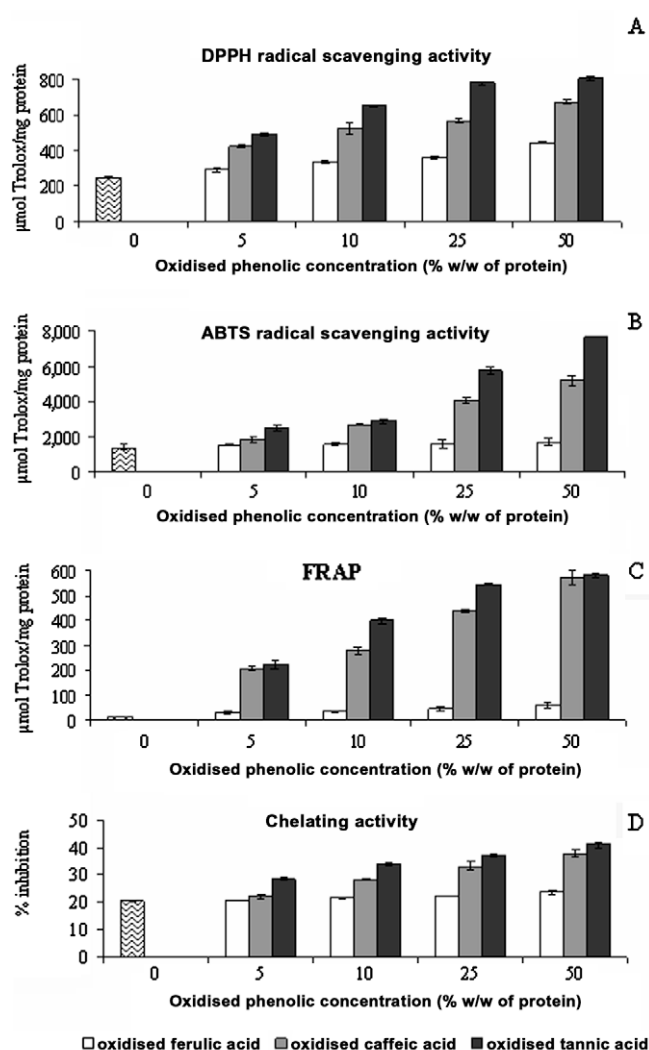 A
DPPH radical scavenging activity
µmol Trolox/mg protein
800
600
400
200
0
0 5 10 25 50
Oxidised phenolic concentration (% w/w of protein)
B
ABTS radical scavenging activity
µmol Trolox/mg protein
8,000
6,000
4,000
2,000
0
0 5 10 25 50
Oxidised phenolic concentration (% w/w of protein)
C
FRAP
µmol Trolox/mg protein
600
500
400
300
200
100
0
0 5 10 25 50
Oxidised phenolic concentration (% w/w of protein)
D
Chelating activity
% inhibition
50
40
30
20
10
0
0 5 10 25 50
Oxidised phenolic concentration (% w/w of protein)
oxidised ferulic acid oxidised caffeic acid oxidised tannic acid